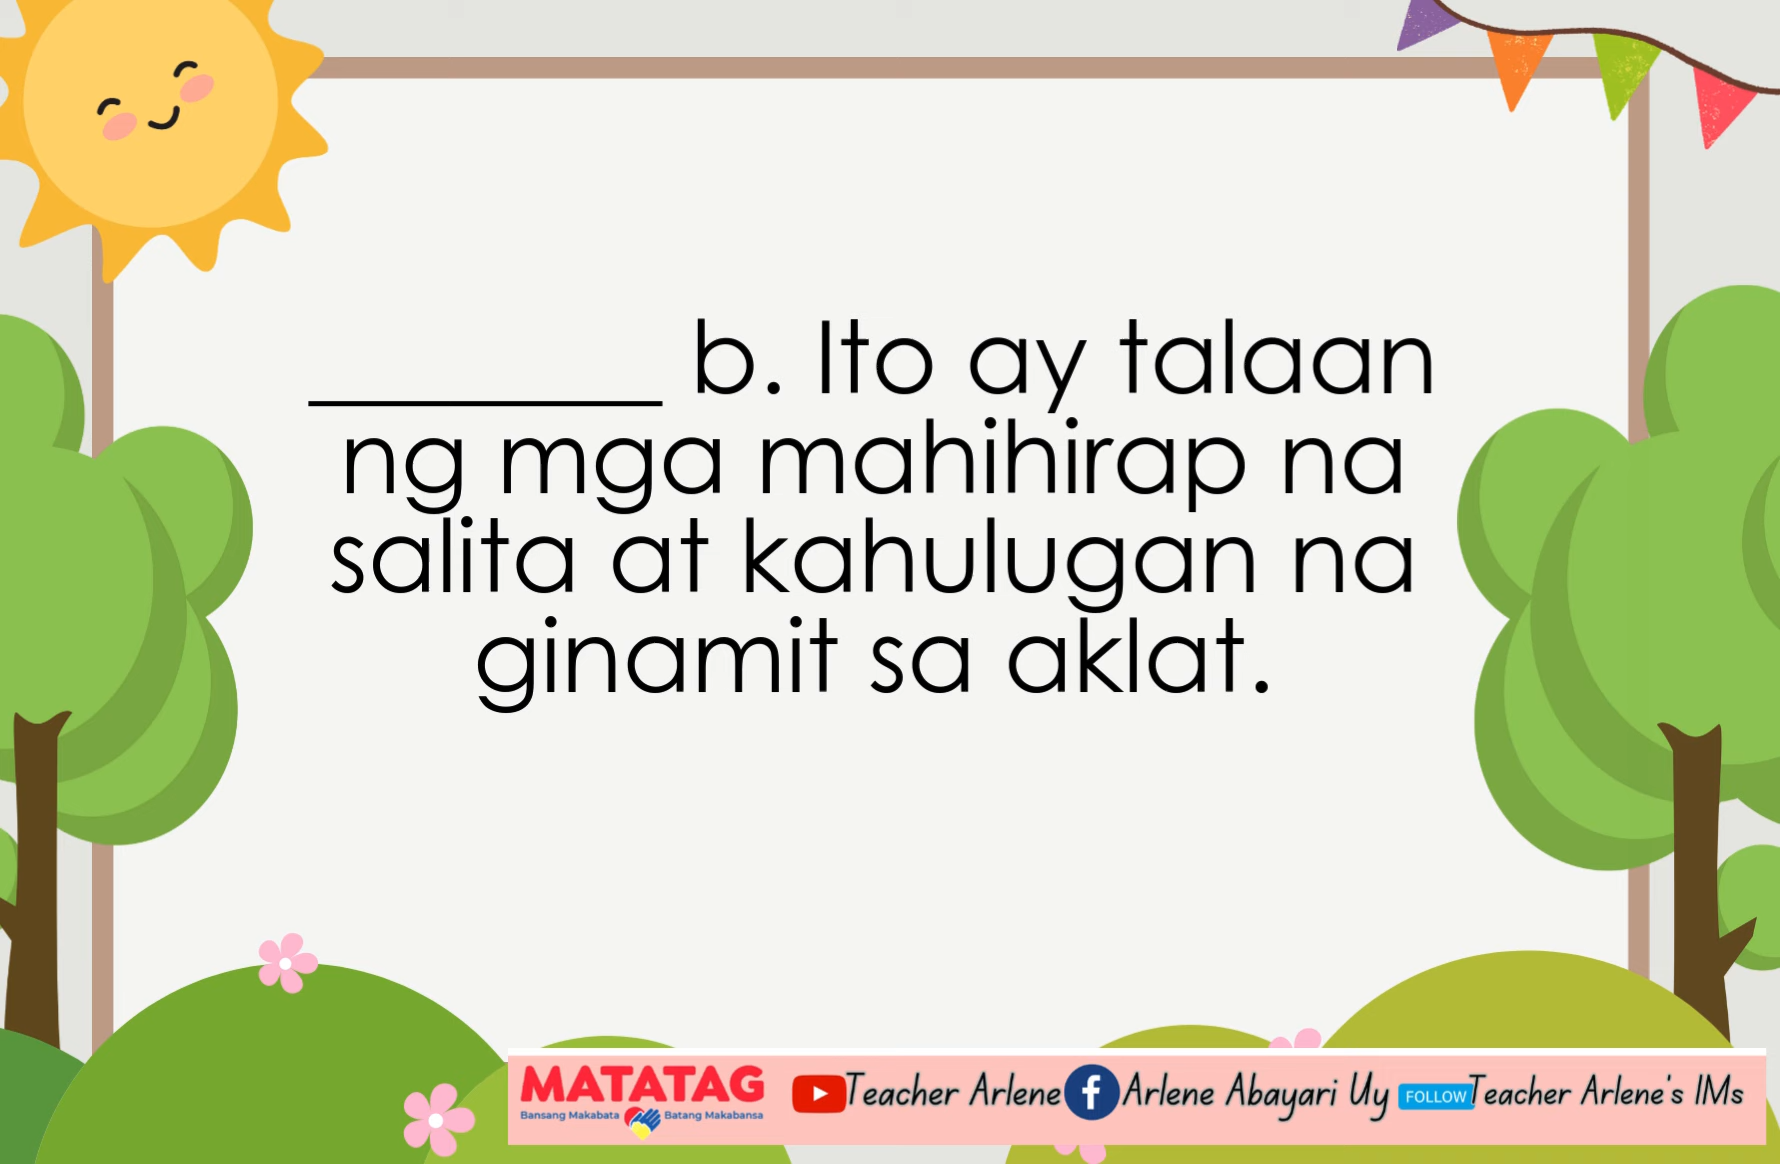 ________ b. Ito ay talaan
ng mga mahihirap na
salita at kahulugan na
ginamit sa aklat.
MATATAG
Bansang Makabata Batang Makabansa
Teacher Arlene
Arlene Abayari Uy
FOLLOW
Teacher Arlene's IMs